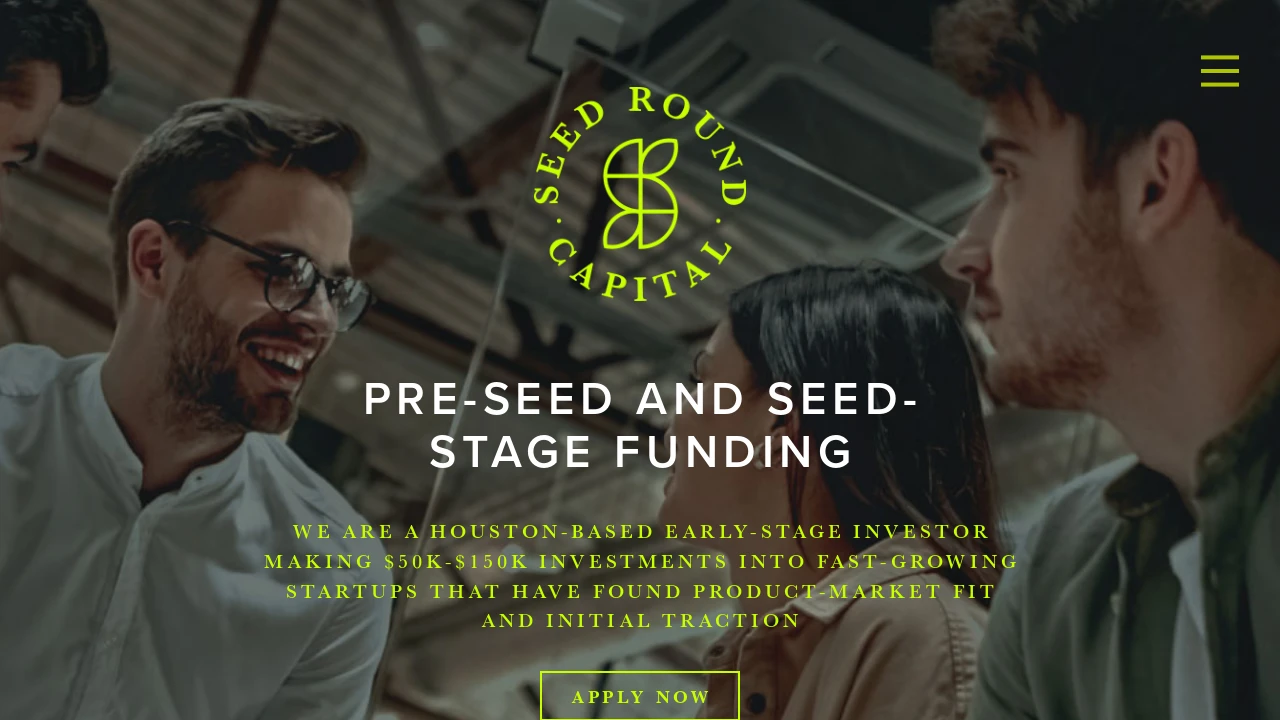 SEED ROUND
CAPITAL
PRE-SEED AND SEED-
STAGE FUNDING
WE ARE A HOUSTON-BASED EARLY-STAGE INVESTOR
MAKING $50K-$150K INVESTMENTS INTO FAST-GROWING
STARTUPS THAT HAVE FOUND PRODUCT-MARKET FIT
AND INITIAL TRACTION
APPLY NOW